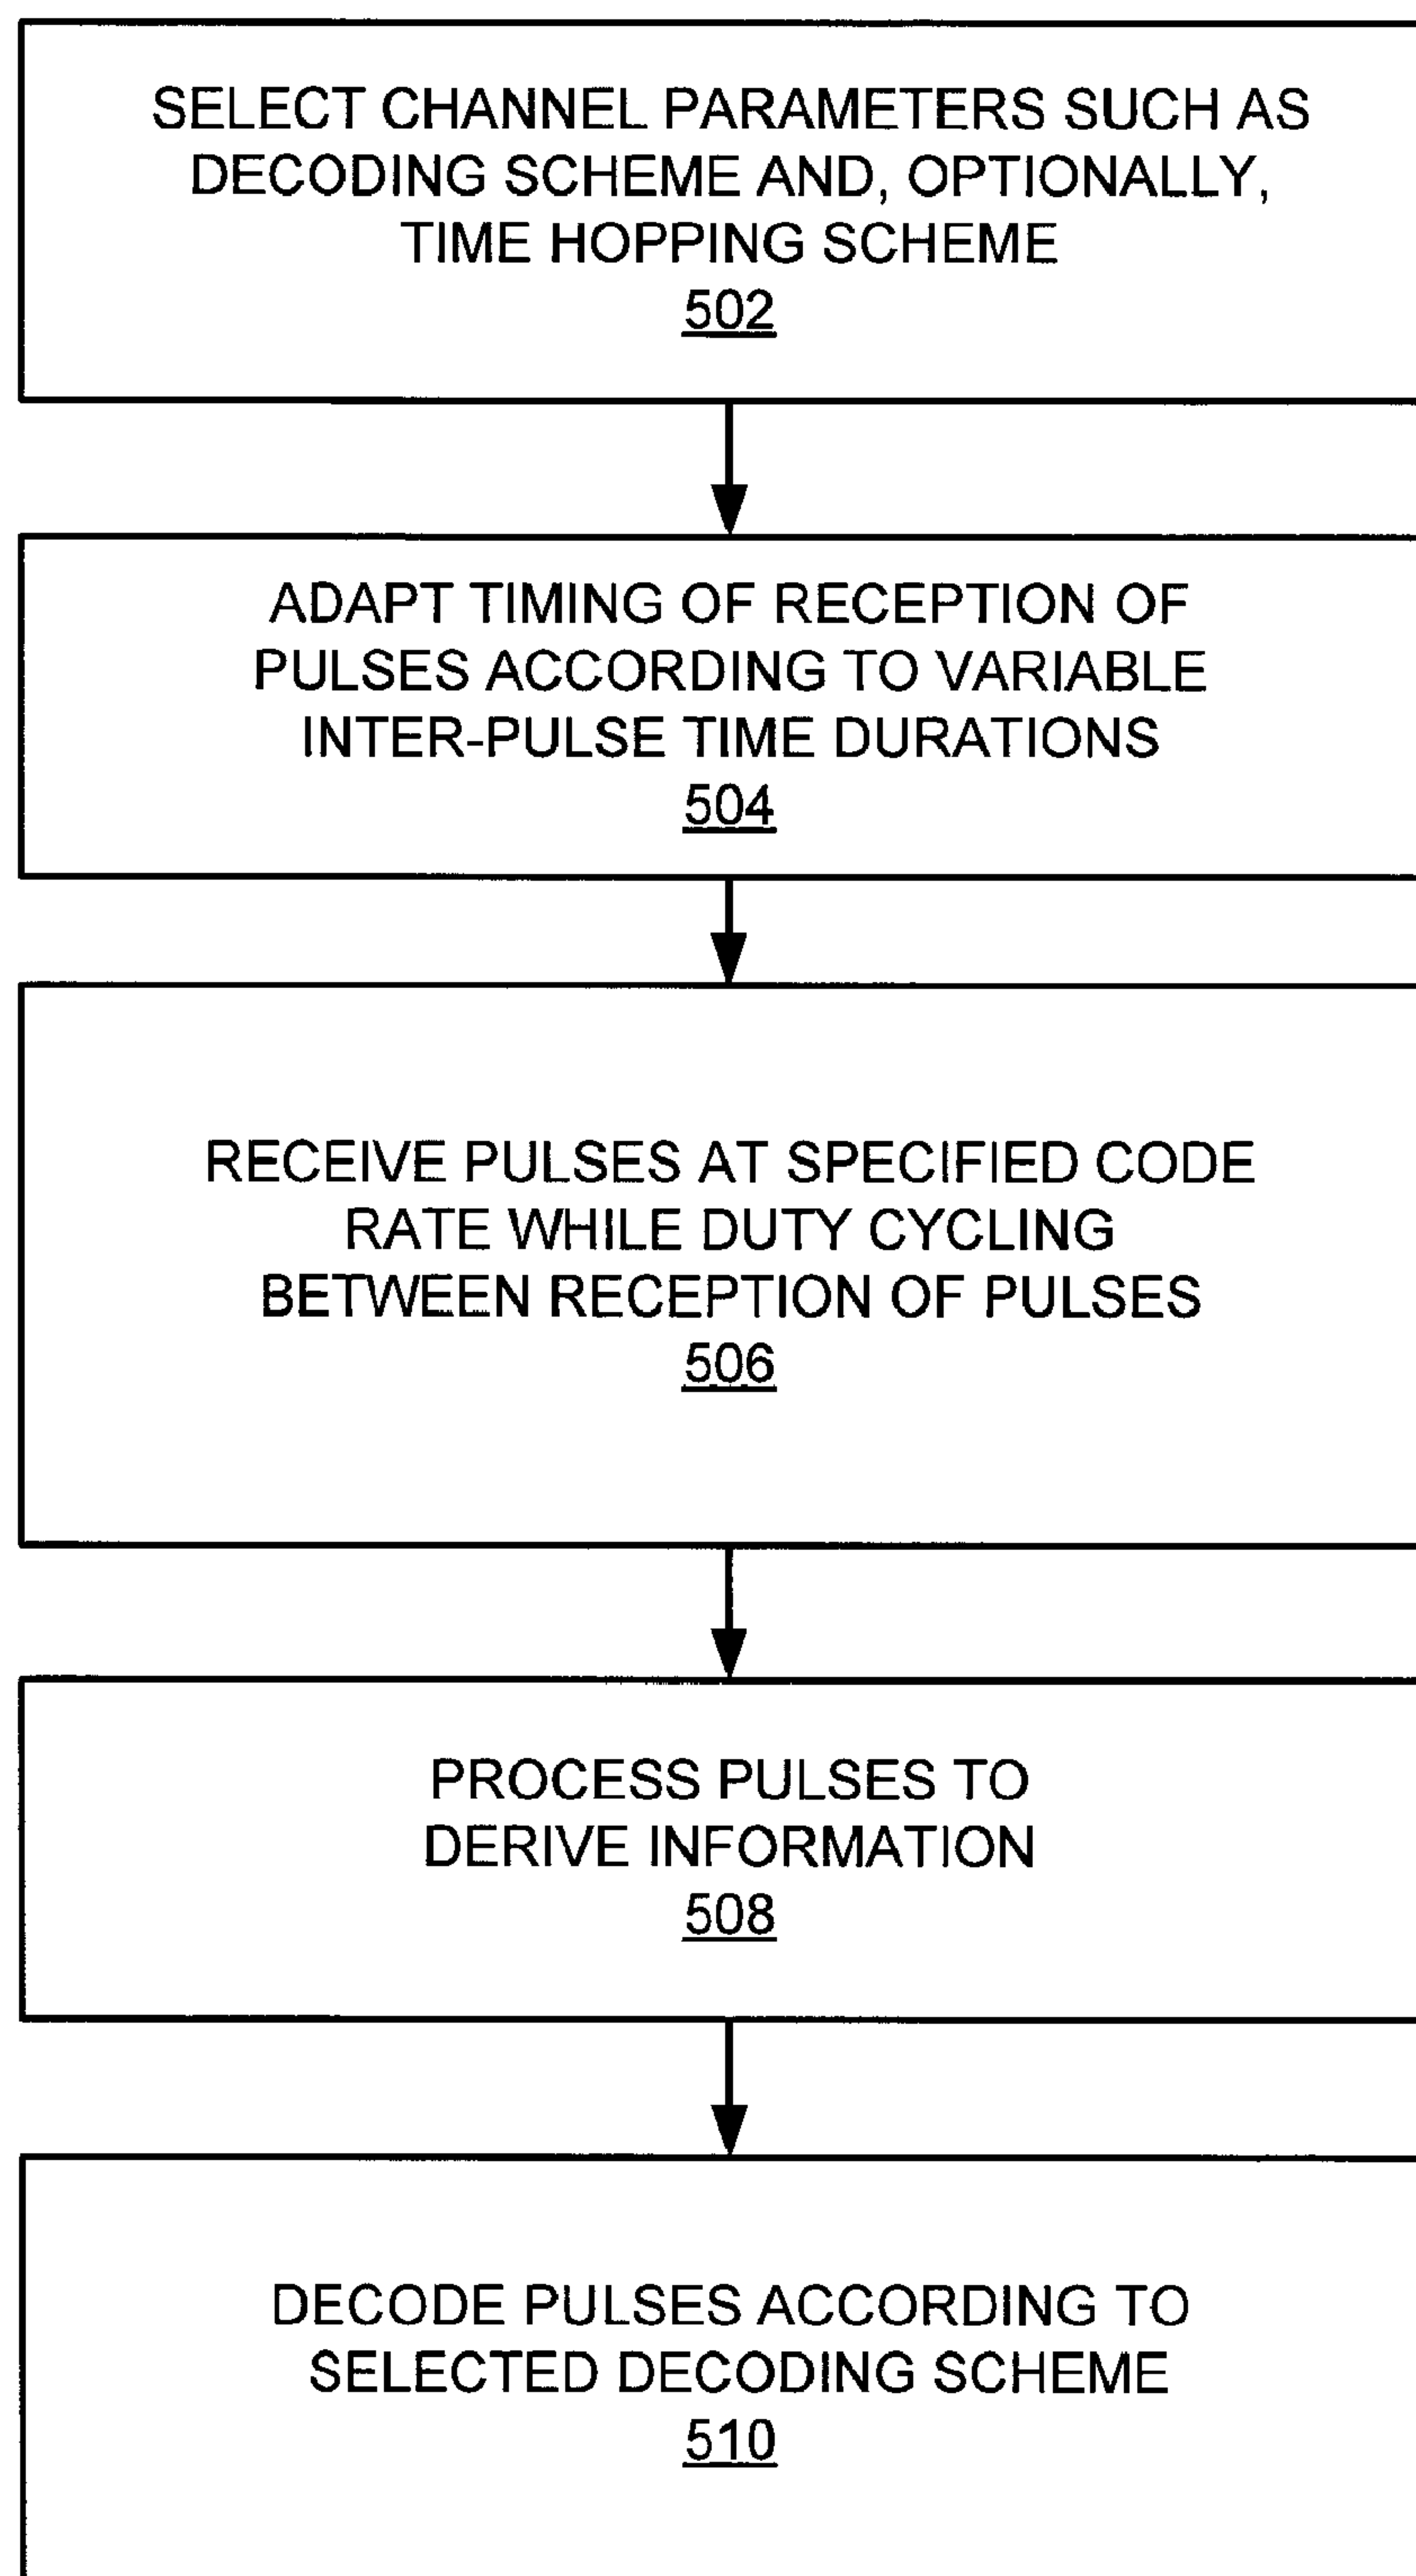 SELECT CHANNEL PARAMETERS SUCH AS
DECODING SCHEME AND, OPTIONALLY,
TIME HOPPING SCHEME
502
ADAPT TIMING OF RECEPTION OF
PULSES ACCORDING TO VARIABLE
INTER-PULSE TIME DURATIONS
504
RECEIVE PULSES AT SPECIFIED CODE
RATE WHILE DUTY CYCLING
BETWEEN RECEPTION OF PULSES
506
PROCESS PULSES TO
DERIVE INFORMATION
508
DECODE PULSES ACCORDING TO
SELECTED DECODING SCHEME
510